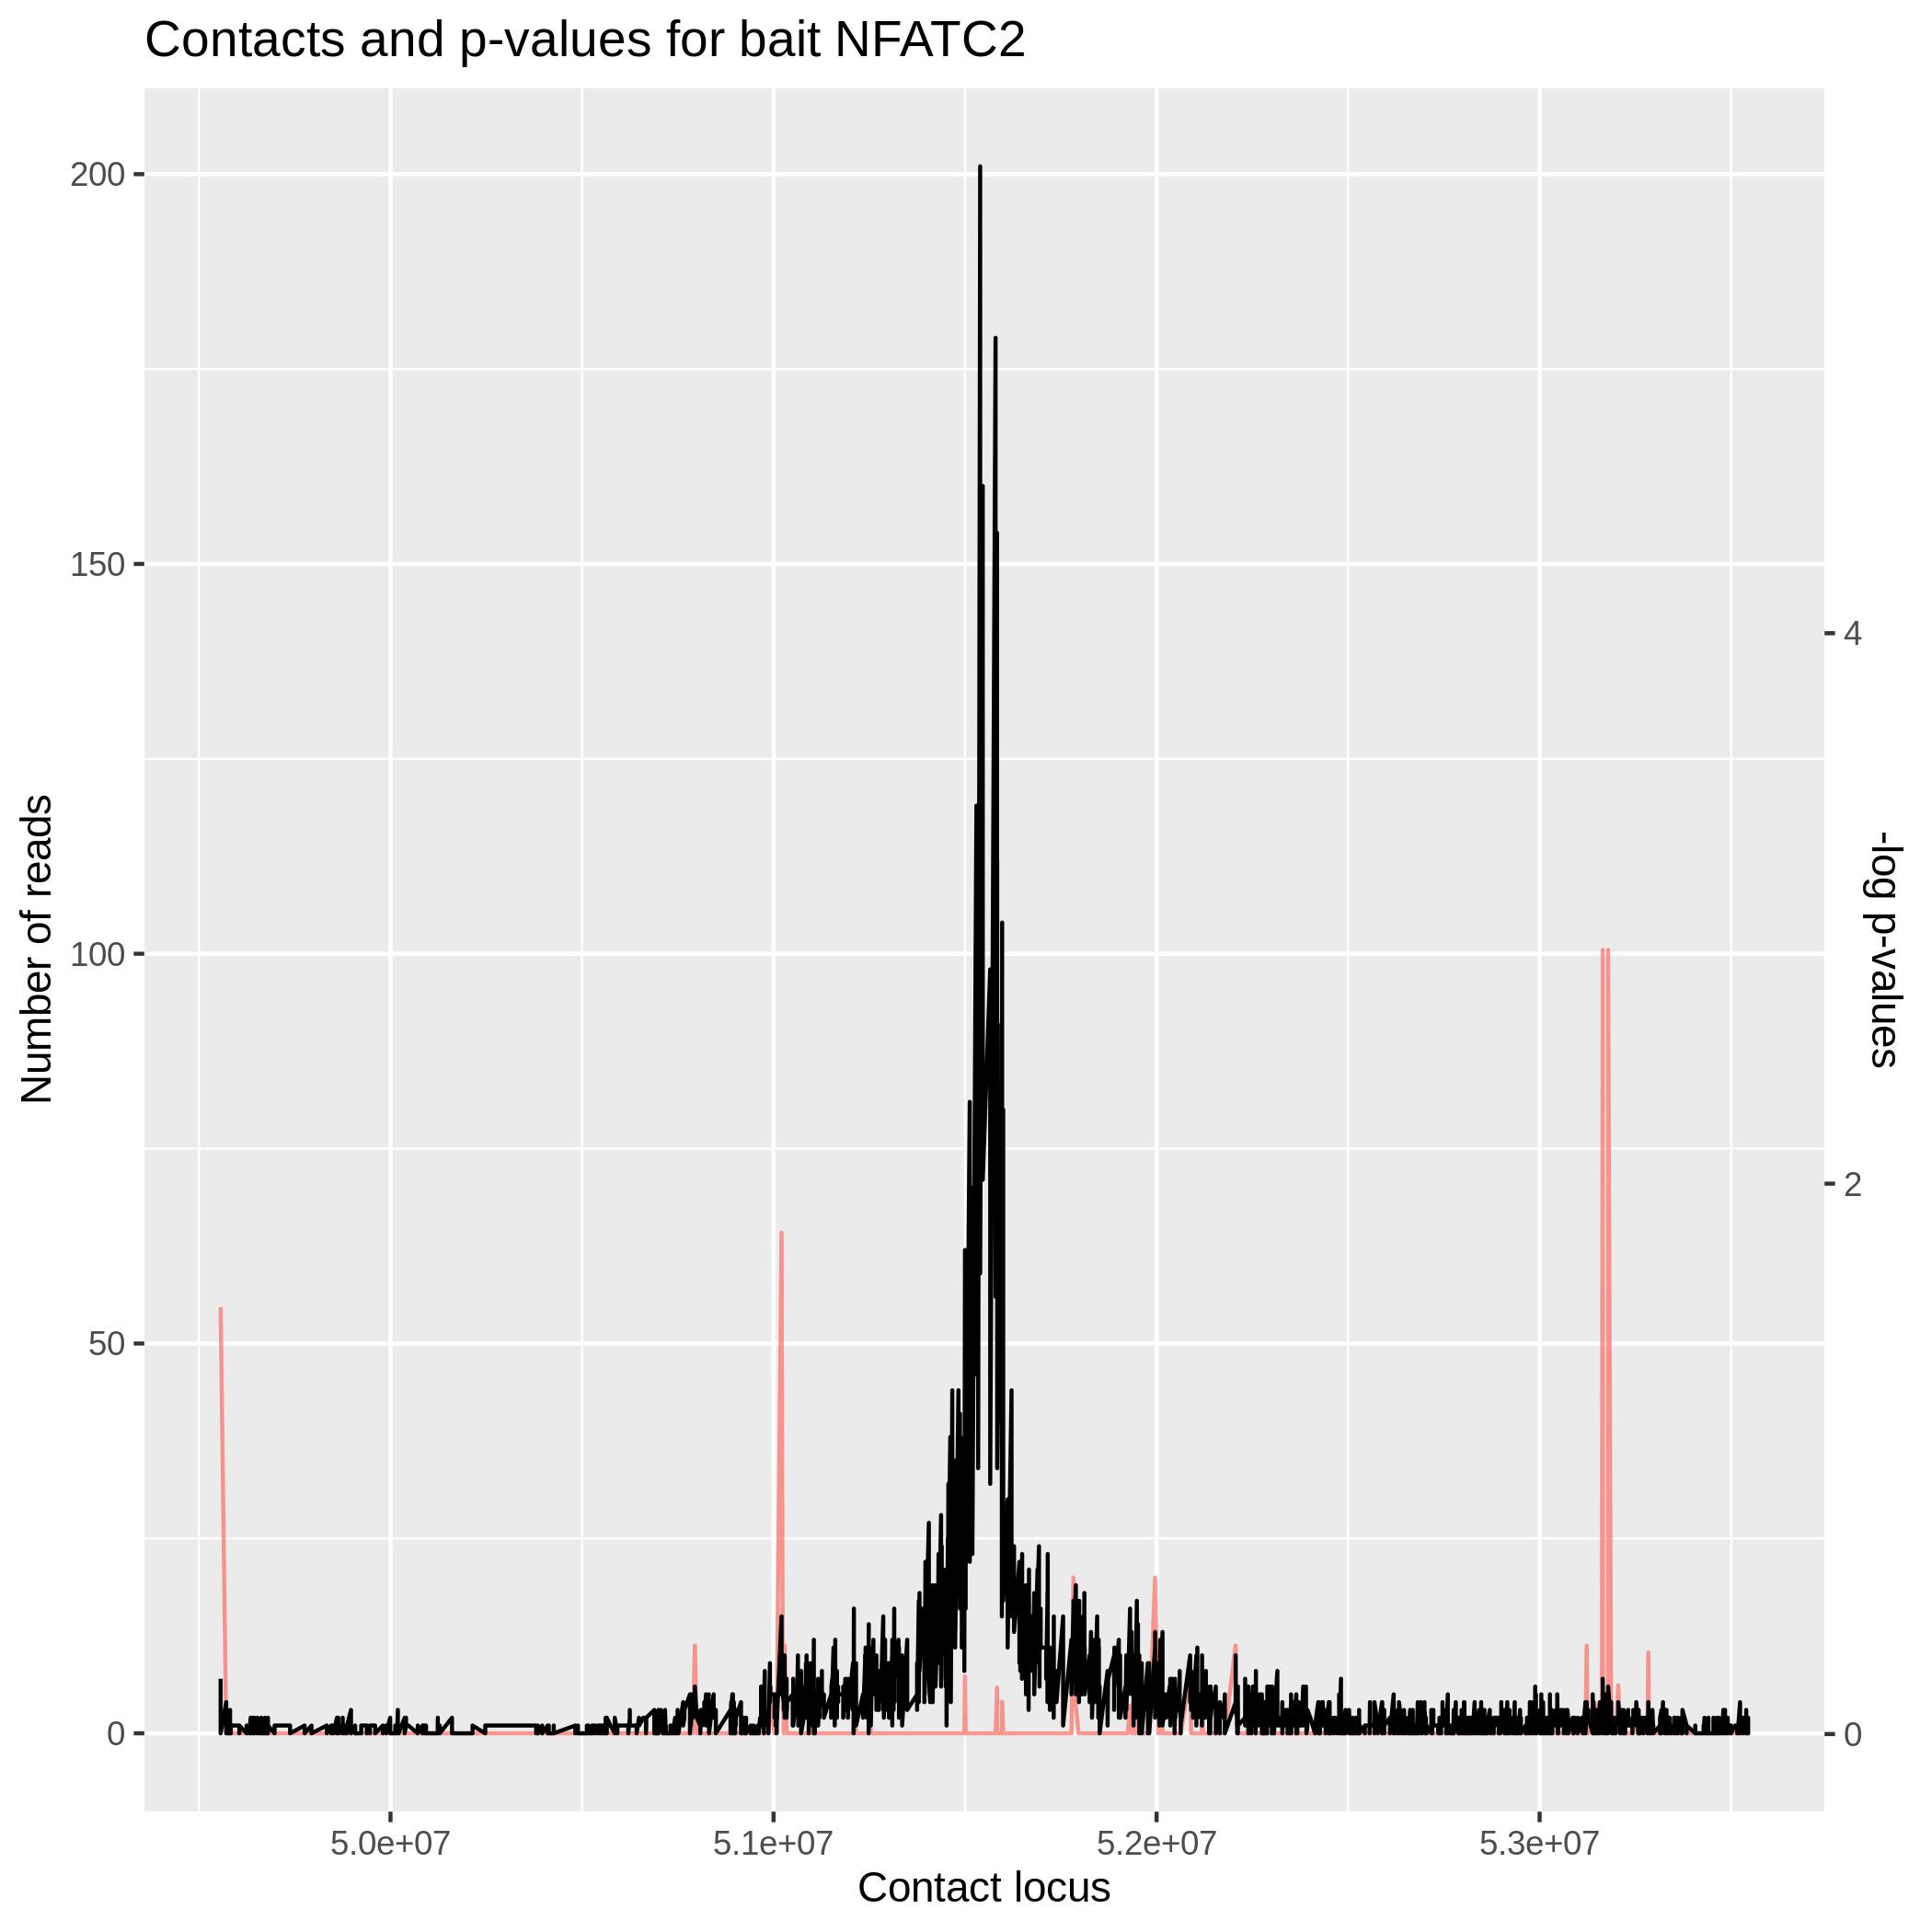 Contacts and p-values for bait NFATC2
200
150
100
50
0
Number of reads
4
2
0
-log p-values
5.0e+07
5.1e+07
5.2e+07
5.3e+07
Contact locus